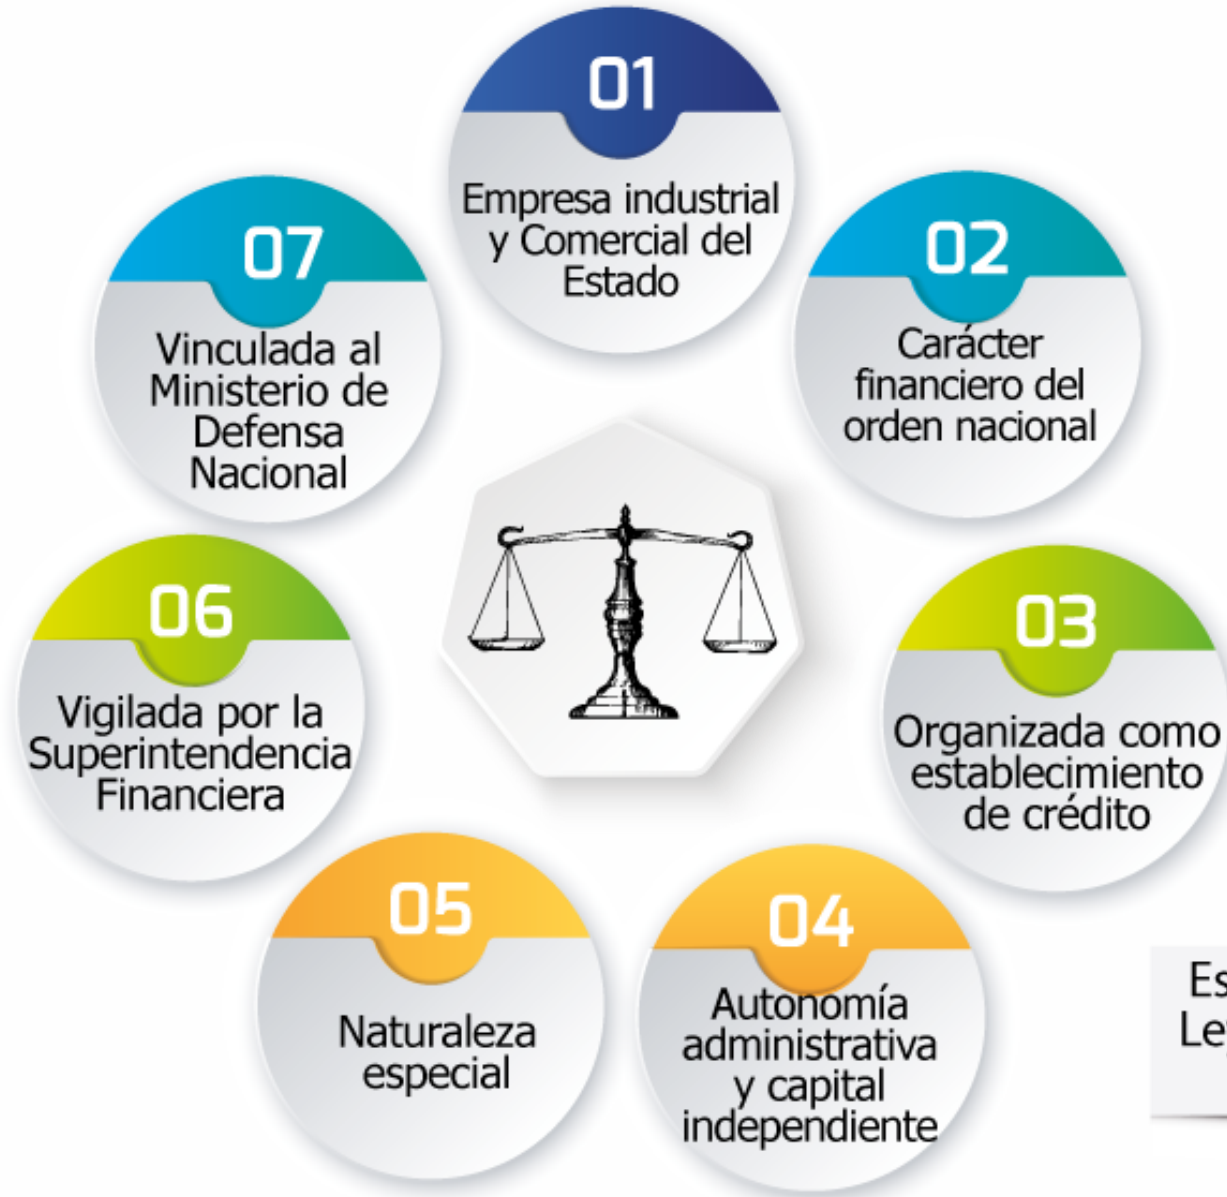 01
Empresa industrial
y Comercial del
Estado
02
Carácter
financiero del
orden nacional
03
Organizada como
establecimiento
de crédito
04
Autonomía
administrativa
y capital
independiente
05
Naturaleza
especial
06
Vigilada por la
Superintendencia
Financiera
07
Vinculada al
Ministerio de
Defensa
Nacional